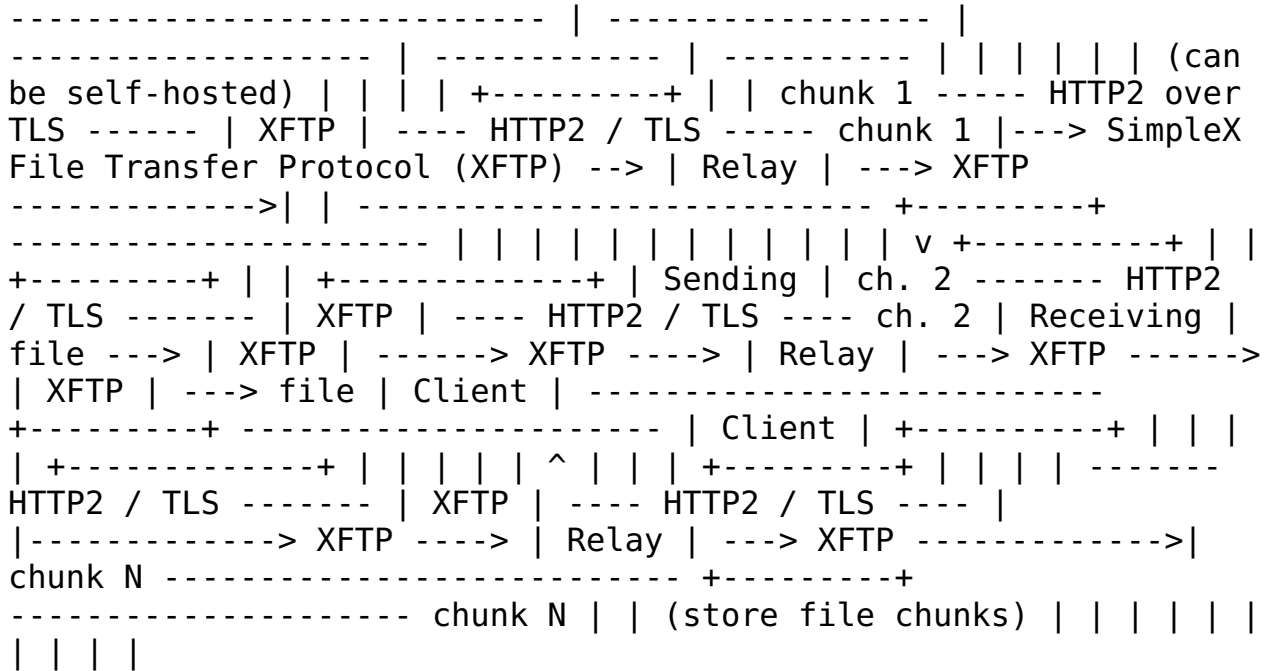 ---------------------------- | ----------------- |
------------------- | ------------ | ---------- | | | | | | (can
be self-hosted) | | | | +---------+ | | chunk 1 ----- HTTP2 over
TLS ------ | XFTP | ---- HTTP2 / TLS ----- chunk 1 |---> SimpleX
File Transfer Protocol (XFTP) --> | Relay | ---> XFTP
------------->| | --------------------------- +---------+
---------------------- | | | | | | | | | | | | v +----------+ | |
+---------+ | | +--------------+ | Sending | ch. 2 ------- HTTP2
/ TLS ------- | XFTP | ---- HTTP2 / TLS ---- ch. 2 | Receiving |
file ---> | XFTP | ------> XFTP ----> | Relay | ---> XFTP ------>
| XFTP | ---> file | Client | ---------------------------
+---------+ ---------------------- | Client | +----------+ | | |
| +-------------+ | | | | | ^ | | | +---------+ | | | | -------
HTTP2 / TLS ------- | XFTP | ---- HTTP2 / TLS ---- |
|-------------> XFTP ----> | Relay | ---> XFTP ------------->|
chunk N --------------------------- +---------+
--------------------- chunk N | | (store file chunks) | | | | | |
| | | |